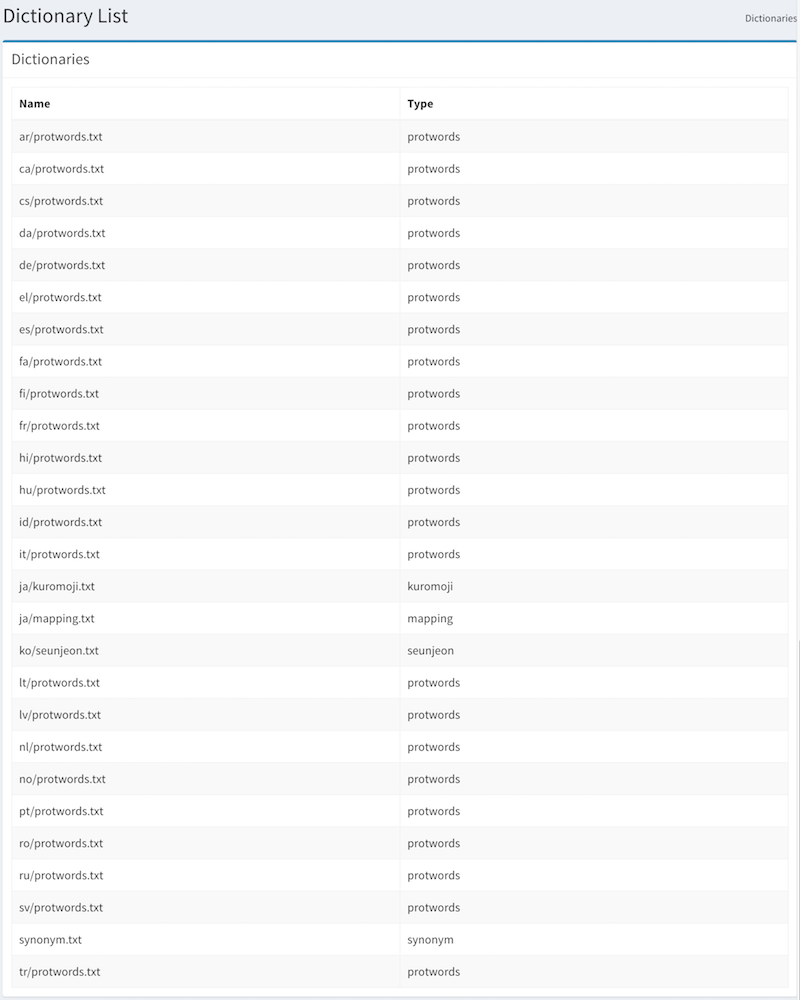 Dictionary List
Dictionaries
Dictionaries
Name Type
ar/protwords.txt protwords
ca/protwords.txt protwords
cs/protwords.txt protwords
da/protwords.txt protwords
de/protwords.txt protwords
el/protwords.txt protwords
es/protwords.txt protwords
fa/protwords.txt protwords
fi/protwords.txt protwords
fr/protwords.txt protwords
hi/protwords.txt protwords
hu/protwords.txt protwords
id/protwords.txt protwords
it/protwords.txt protwords
ja/kuromoji.txt kuromoji
ja/mapping.txt mapping
ko/seunjeon.txt seunjeon
lt/protwords.txt protwords
lv/protwords.txt protwords
nl/protwords.txt protwords
no/protwords.txt protwords
pt/protwords.txt protwords
ro/protwords.txt protwords
ru/protwords.txt protwords
sv/protwords.txt protwords
synonym.txt synonym
tr/protwords.txt protwords